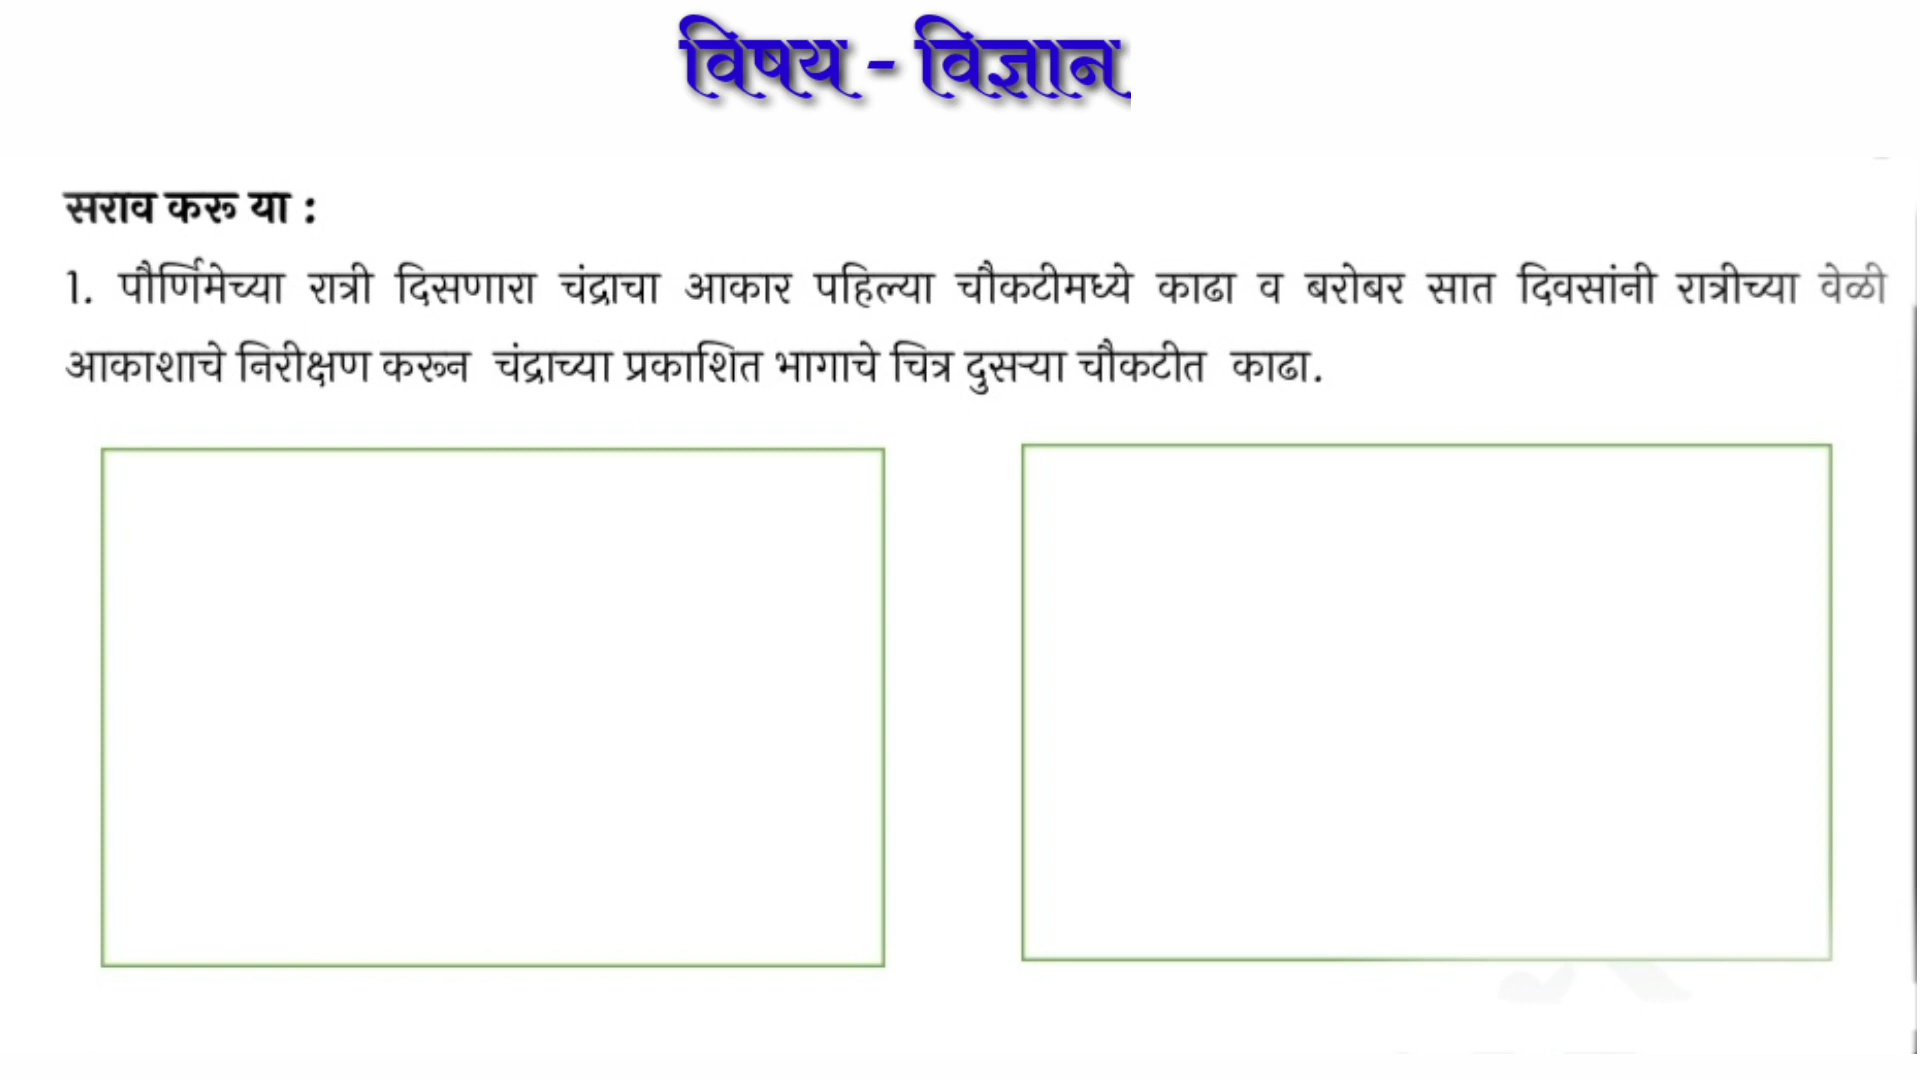 विषय - विज्ञान
सराव करू या :
1. पौर्णिमेच्या रात्री दिसणारा चंद्राचा आकार पहिल्या चौकटीमध्ये काढा व बरोबर सात दिवसांनी रात्रीच्या वेळी
आकाशाचे निरीक्षण करून चंद्राच्या प्रकाशित भागाचे चित्र दुसऱ्या चौकटीत काढा.